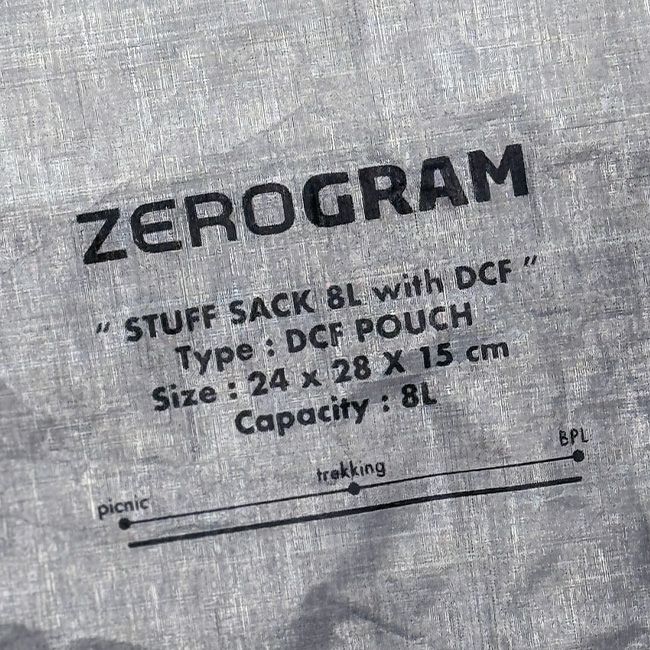 ZEROGRAM
" STUFF SACK 8L with DCF "
Type : DCF POUCH
Size : 24 x 28 X 15 cm
Capacity : 8L
picnic trekking BPL